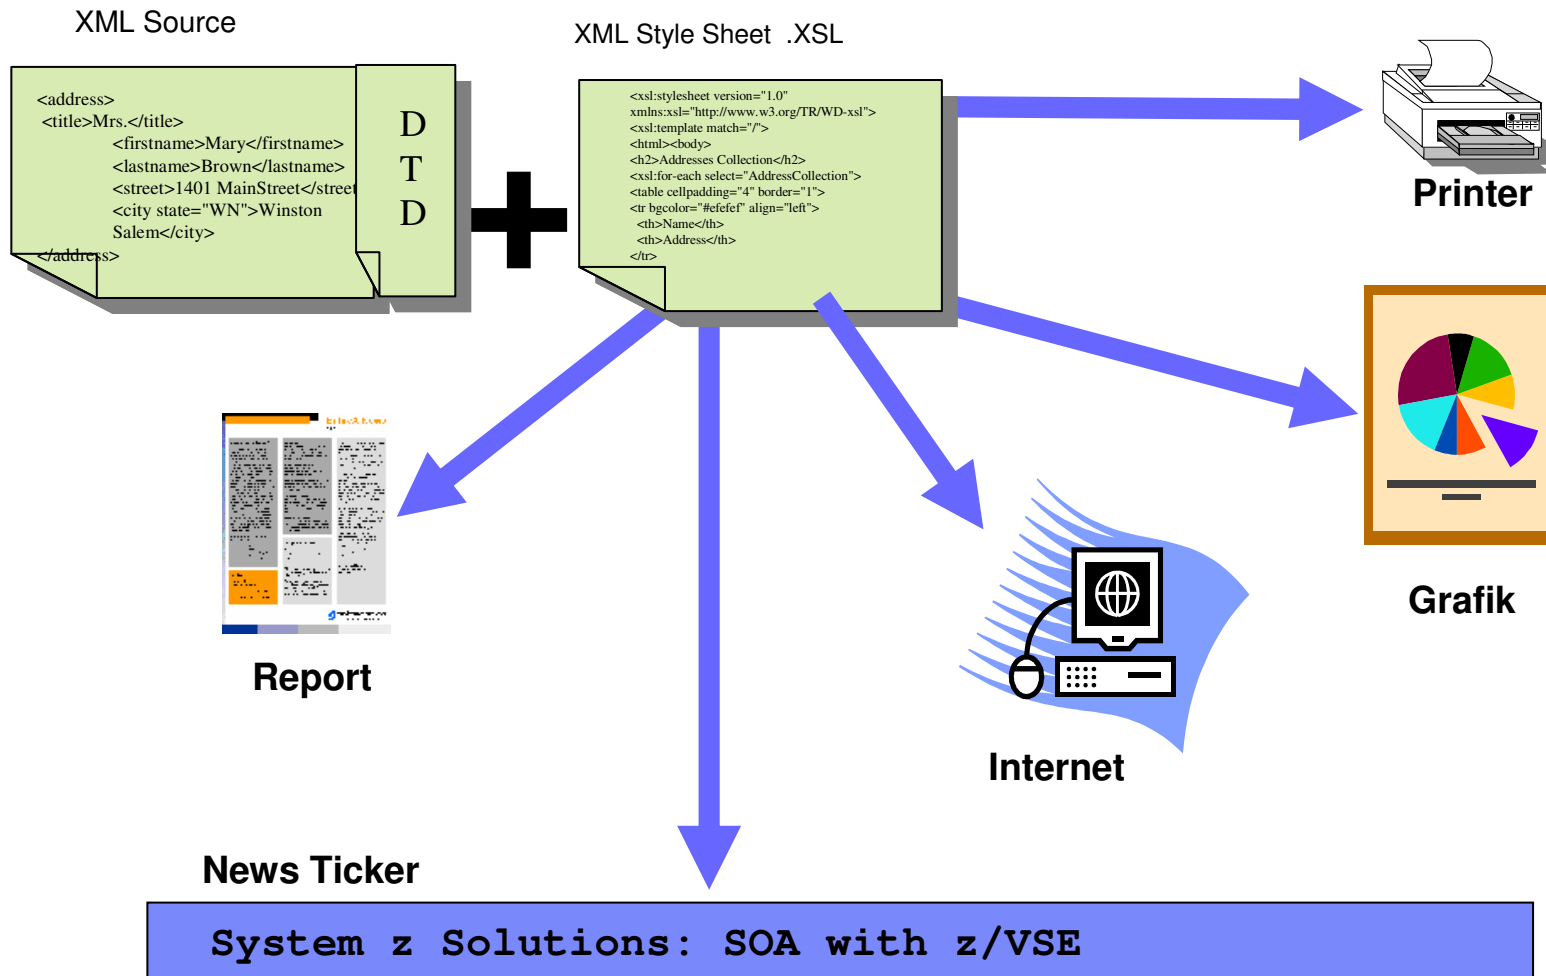 XML Source
XML Style Sheet .XSL
<address>
<title>Mrs.</title>
<firstname>Mary</firstname>
<lastname>Brown</lastname>
<street>1401 MainStreet</street
<city state="WN">Winston
Salem</city>
</address>
D
T
D
<xsl:stylesheet version="1.0"
xmlns:xsl="http://www.w3.org/TR/WD-xsl">
<xsl:template match="/">
<html><body>
<h2>Addresses Collection</h2>
<xsl:for-each select="AddressCollection">
<table cellpadding="4" border="1">
<tr bgcolor="#efefef" align="left">
<th>Name</th>
<th>Address</th>
</tr>
Printer
Grafik
Report
Internet
News Ticker
System z Solutions: SOA with z/VSE